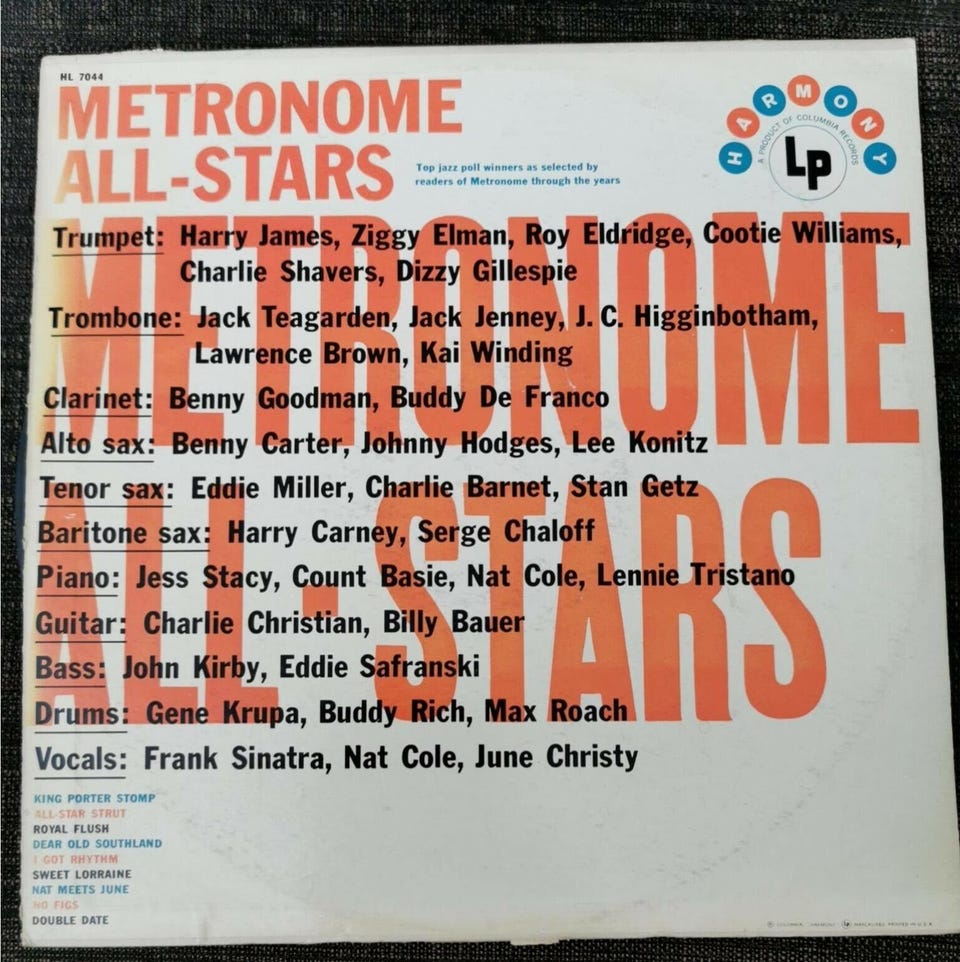 HL 7044
METRONOME
ALL-STARS
Top jazz poll winners as selected by
readers of Metronome through the years
HARMONY
A PRODUCT OF COLUMBIA RECORDS
LP
METRONOME
ALL-STARS
Trumpet: Harry James, Ziggy Elman, Roy Eldridge, Cootie Williams,
Charlie Shavers, Dizzy Gillespie
Trombone: Jack Teagarden, Jack Jenney, J. C. Higginbotham,
Lawrence Brown, Kai Winding
Clarinet: Benny Goodman, Buddy De Franco
Alto sax: Benny Carter, Johnny Hodges, Lee Konitz
Tenor sax: Eddie Miller, Charlie Barnet, Stan Getz
Baritone sax: Harry Carney, Serge Chaloff
Piano: Jess Stacy, Count Basie, Nat Cole, Lennie Tristano
Guitar: Charlie Christian, Billy Bauer
Bass: John Kirby, Eddie Safranski
Drums: Gene Krupa, Buddy Rich, Max Roach
Vocals: Frank Sinatra, Nat Cole, June Christy
KING PORTER STOMP
ALL-STAR STRUT
ROYAL FLUSH
DEAR OLD SOUTHLAND
I GOT RHYTHM
SWEET LORRAINE
NAT MEETS JUNE
NO FIGS
DOUBLE DATE
PRINTED IN U.S.A.